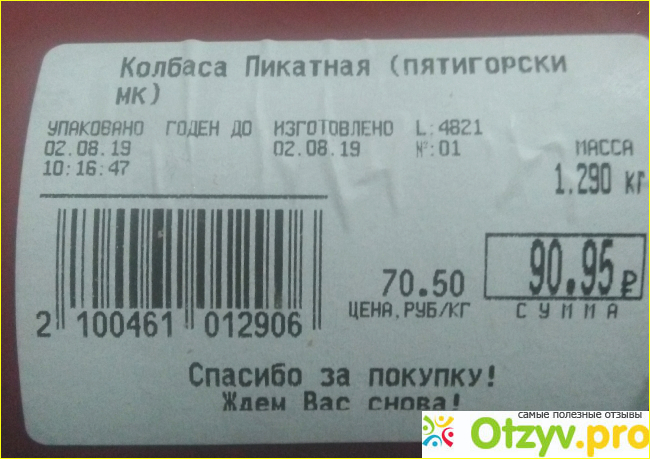 Колбаса Пикатная (пятигорски
мк)
УПАКОВАНО ГОДЕН ДО ИЗГОТОВЛЕНО L:4821
02.08.19 02.08.19 №:01
10:16:47
МАССА
1.290 кг
70.50
ЦЕНА,РУБ/КГ
90.95₽
СУММА
2 100461 012906
Спасибо за покупку!
Ждем Вас снова!
самые полезные отзывы
Otzyv.pro